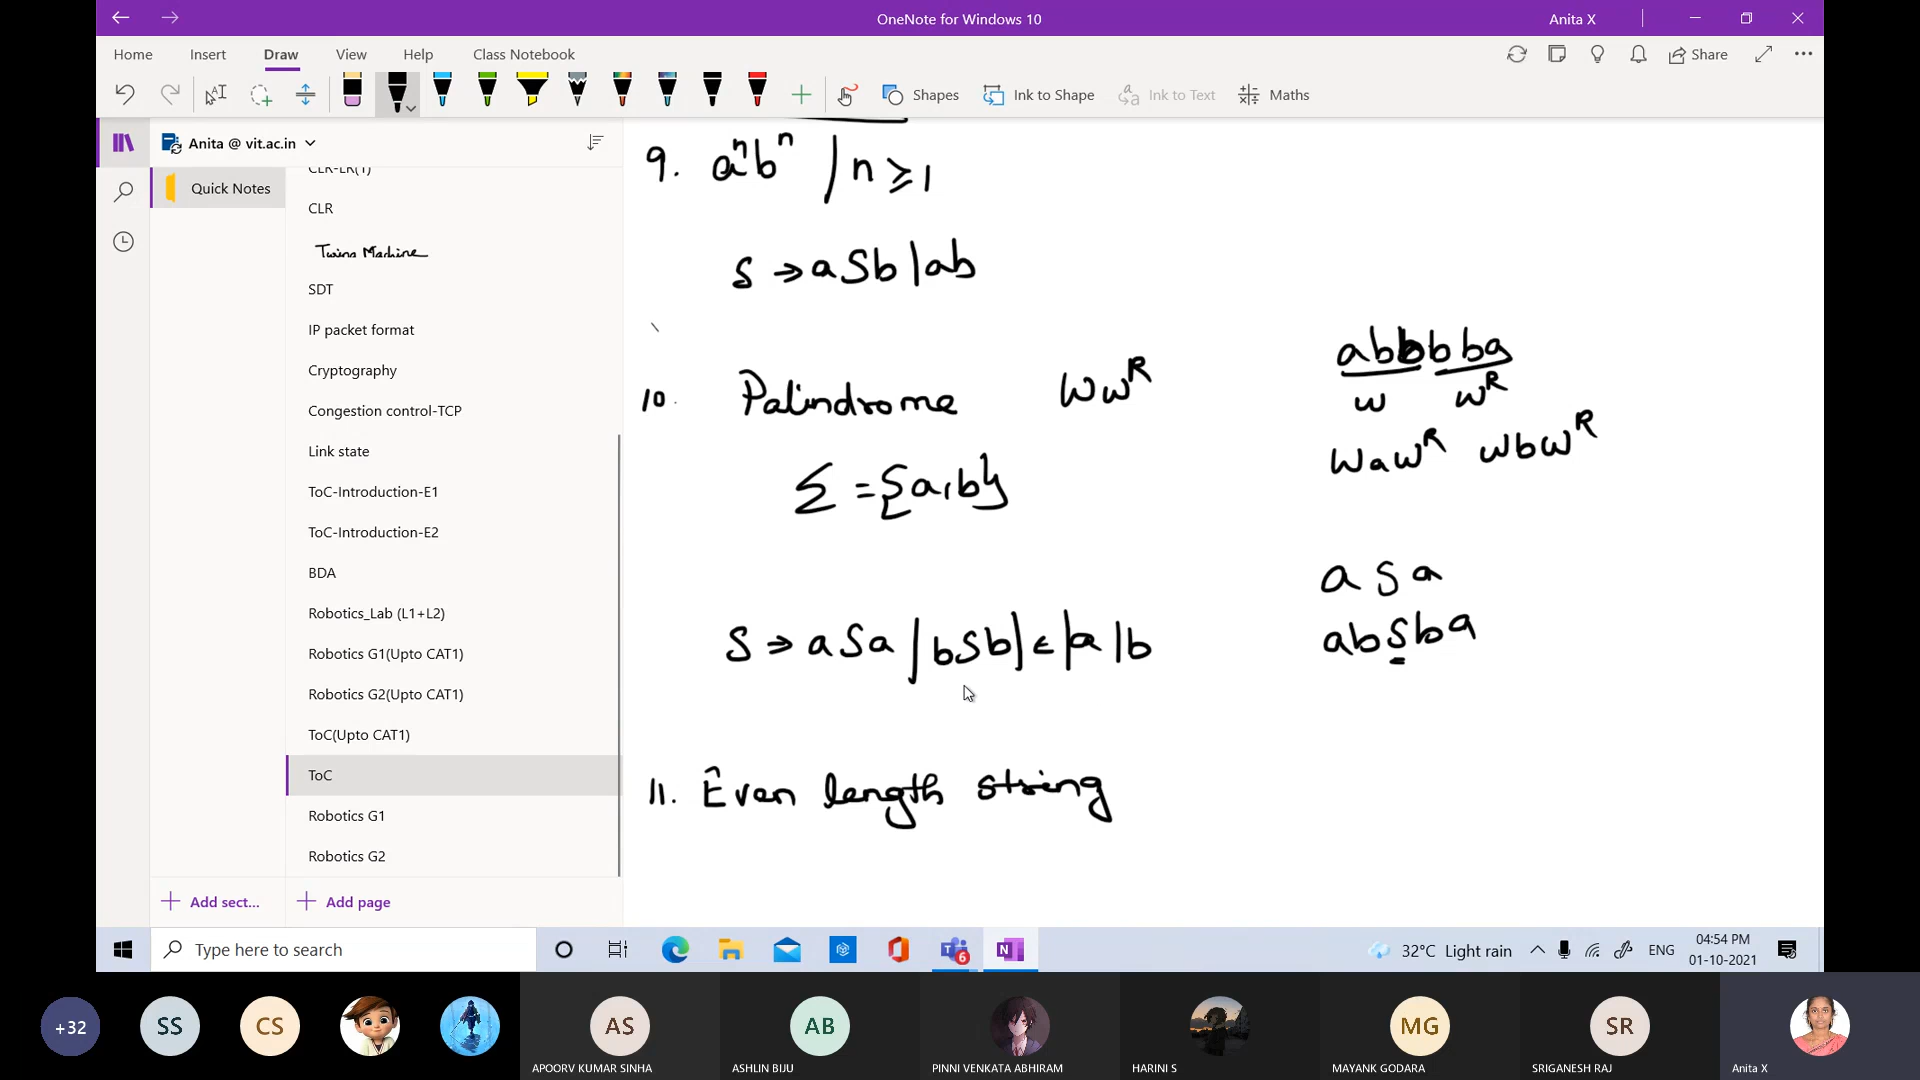 OneNote for Windows 10
Anita X
Home Insert Draw View Help Class Notebook
Share
Shapes Ink to Shape Ink to Text Maths
Anita @ vit.ac.in
Quick Notes
CLR-LR(1)
CLR
Turing Machine
SDT
IP packet format
Cryptography
Congestion control-TCP
Link state
ToC-Introduction-E1
ToC-Introduction-E2
BDA
Robotics_Lab (L1+L2)
Robotics G1(Upto CAT1)
Robotics G2(Upto CAT1)
ToC(Upto CAT1)
ToC
Robotics G1
Robotics G2
Add sect...
Add page
9. aⁿbⁿ / n ≥ 1
S → aSb | ab
10. Palindrome WWᴿ
Σ = {a,b}
S → aSa | bSb | ε | a | b
11. Even length string
w wᴿ
WaWᴿ WbWᴿ
a S a
abSba
Type here to search
6
32°C Light rain
ENG
04:54 PM
01-10-2021
+32
SS
CS
AS
APOORV KUMAR SINHA
AB
ASHLIN BIJU
PINNI VENKATA ABHIRAM
HARINI S
MG
MAYANK GODARA
SR
SRIGANESH RAJ
Anita X